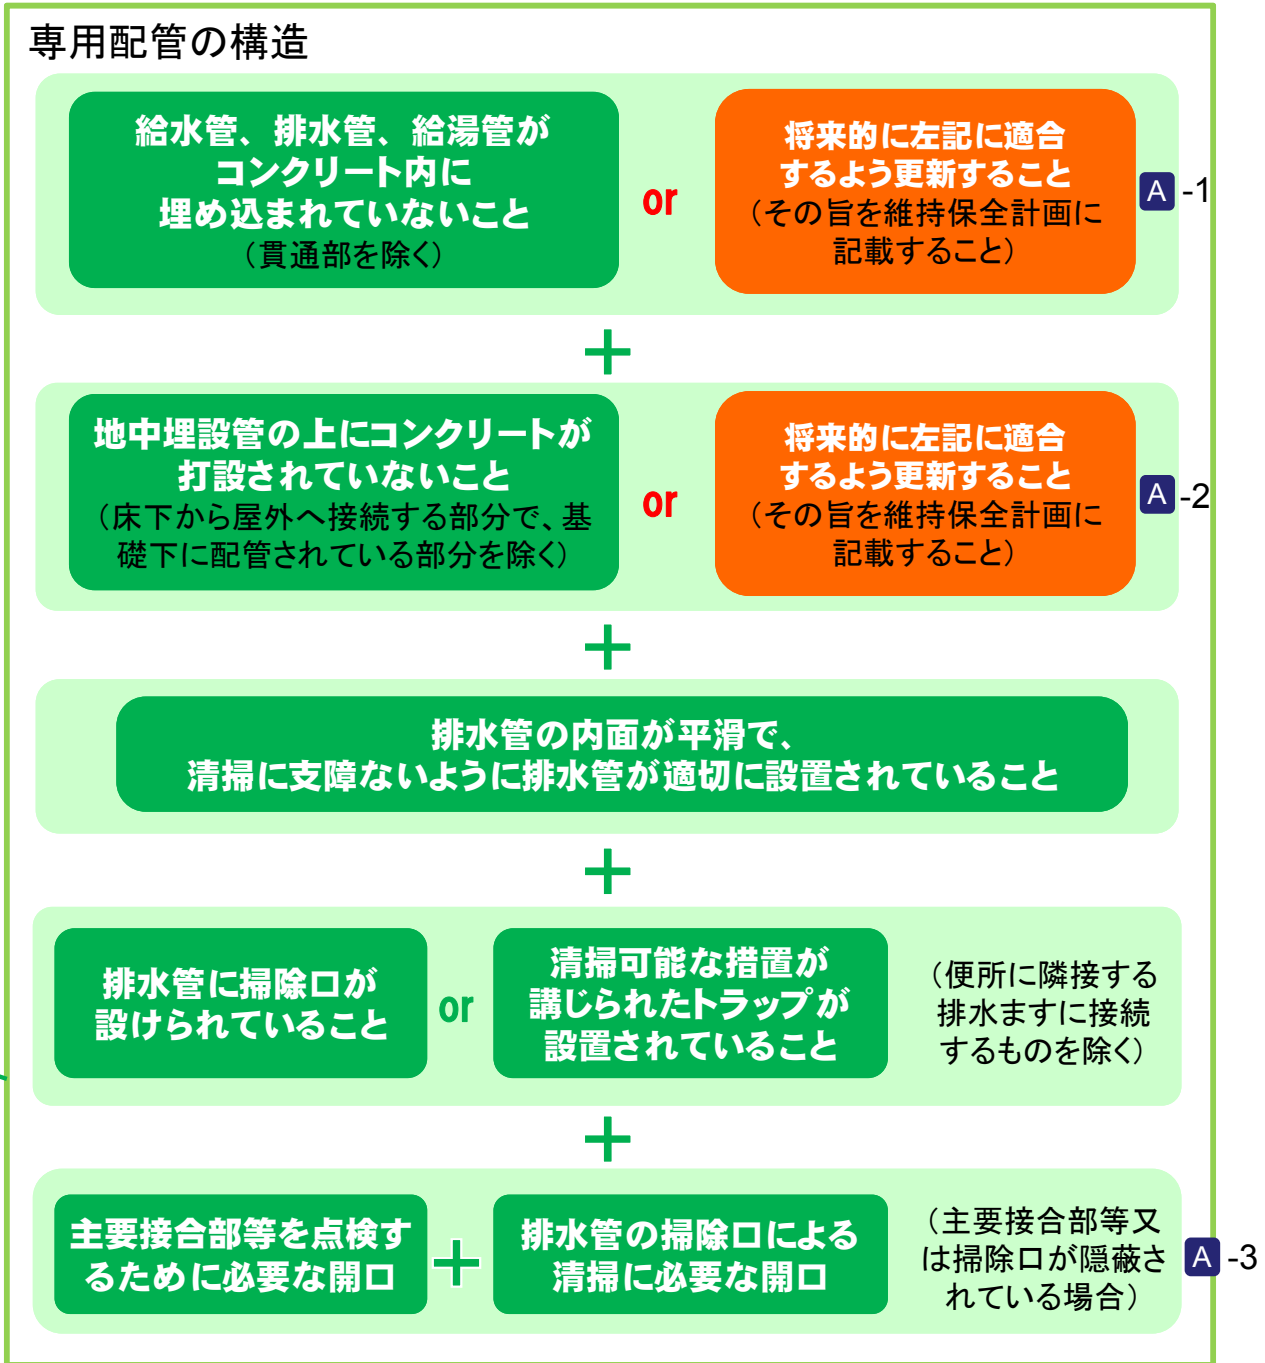 専用配管の構造
給水管、排水管、給湯管が
コンクリート内に
埋め込まれていないこと
（貫通部を除く）
or
将来的に左記に適合
するよう更新すること
（その旨を維持保全計画に
記載すること）
A -1
＋
地中埋設管の上にコンクリートが
打設されていないこと
（床下から屋外へ接続する部分で、基
礎下に配管されている部分を除く）
or
将来的に左記に適合
するよう更新すること
（その旨を維持保全計画に
記載すること）
A -2
＋
排水管の内面が平滑で、
清掃に支障ないように排水管が適切に設置されていること
＋
排水管に掃除口が
設けられていること
or
清掃可能な措置が
講じられたトラップが
設置されていること
（便所に隣接する
排水ますに接続
するものを除く）
＋
主要接合部等を点検す
るために必要な開口
＋
排水管の掃除口による
清掃に必要な開口
（主要接合部等又
は掃除口が隠蔽さ
れている場合）
A -3